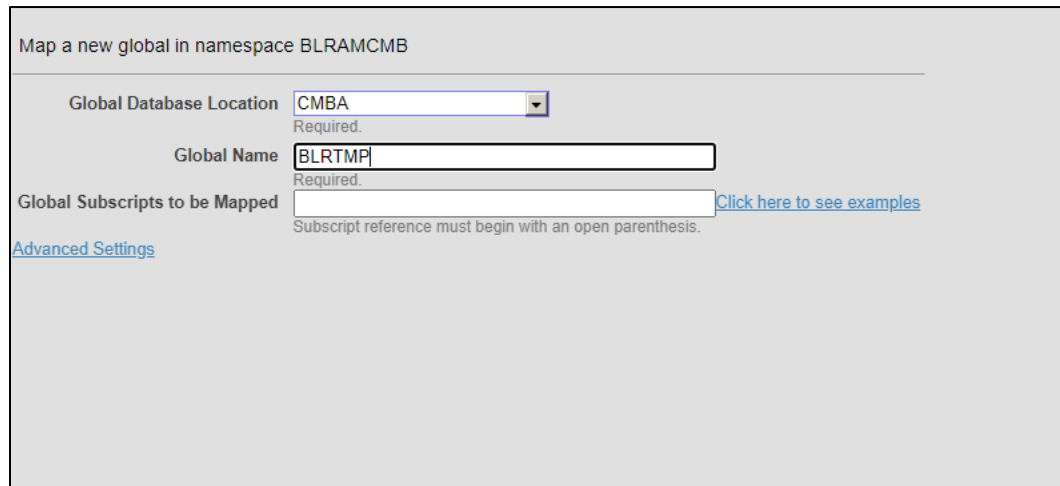 Map a new global in namespace BLRAMCMB
Global Database Location CMBA
Required.
Global Name BLRTMP
Required.
Global Subscripts to be Mapped Click here to see examples
Subscript reference must begin with an open parenthesis.
Advanced Settings